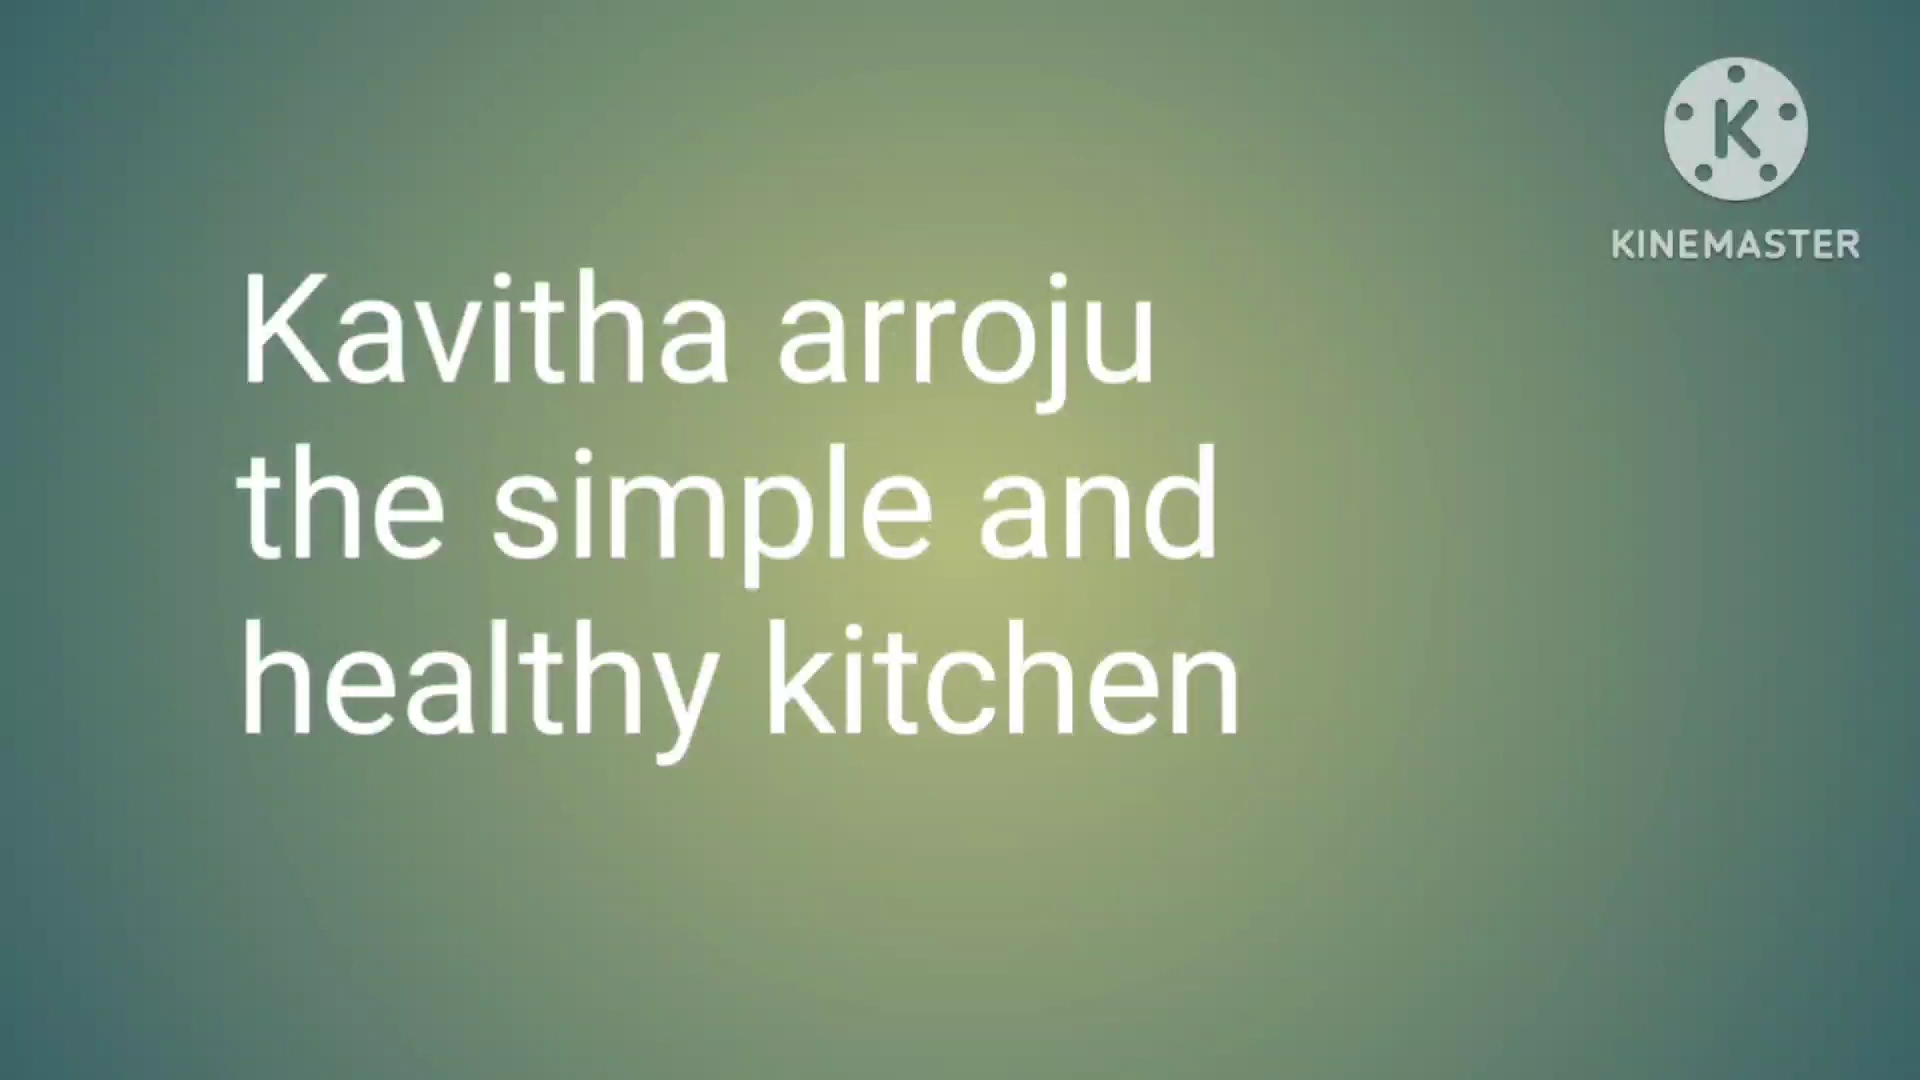 K
KINEMASTER
Kavitha arroju
the simple and
healthy kitchen